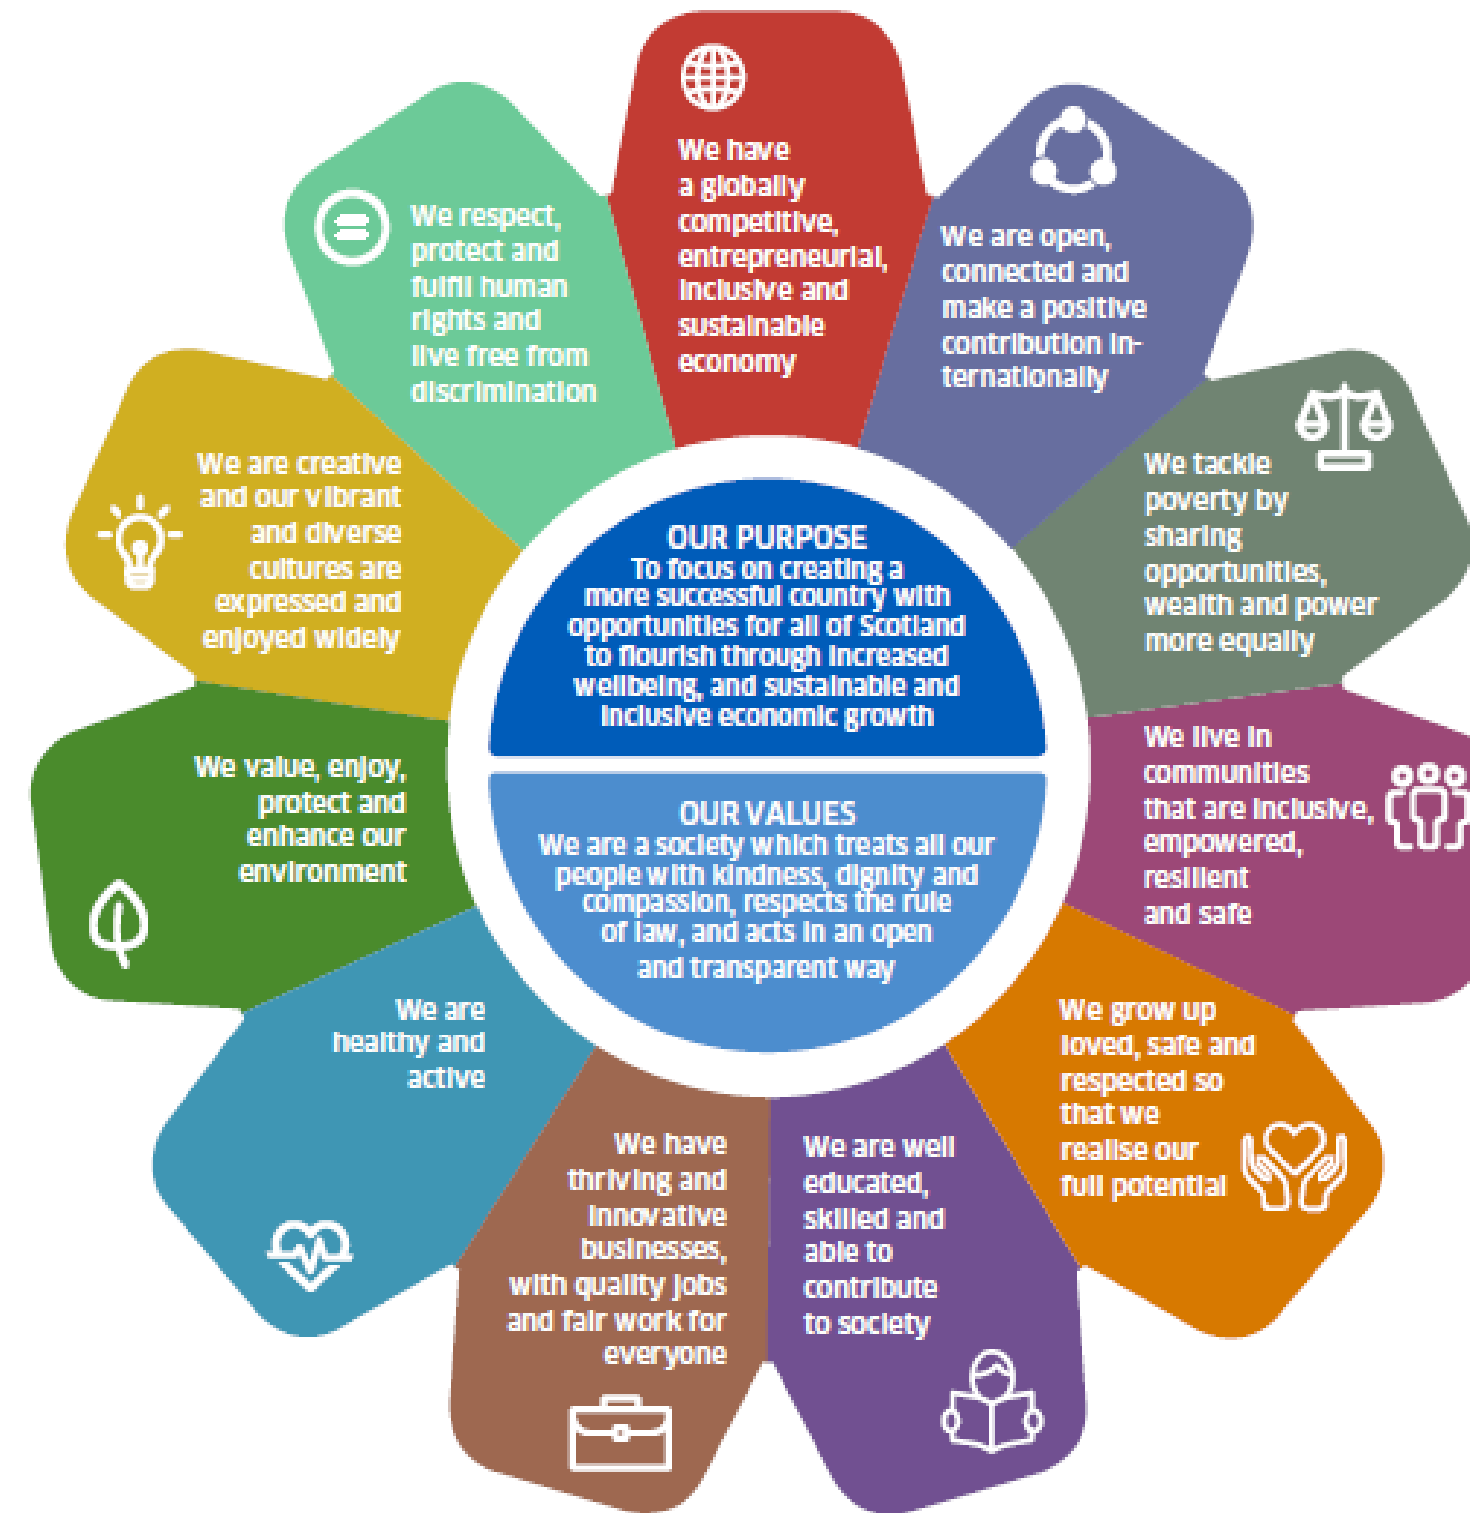 We have
a globally
competitive,
entrepreneurial,
inclusive and
sustainable
economy
We are open,
connected and
make a positive
contribution in-
ternationally
We tackle
poverty by
sharing
opportunities,
wealth and power
more equally
We live in
communities
that are inclusive,
empowered,
resilient
and safe
We grow up
loved, safe and
respected so
that we
realise our
full potential
We are well
educated,
skilled and
able to
contribute
to society
We have
thriving and
innovative
businesses,
with quality jobs
and fair work for
everyone
We are
healthy and
active
We value, enjoy,
protect and
enhance our
environment
We are creative
and our vibrant
and diverse
cultures are
expressed and
enjoyed widely
We respect,
protect and
fulfil human
rights and
live free from
discrimination
OUR PURPOSE
To focus on creating a
more successful country with
opportunities for all of Scotland
to flourish through increased
wellbeing, and sustainable and
inclusive economic growth
OUR VALUES
We are a society which treats all our
people with kindness, dignity and
compassion, respects the rule
of law, and acts in an open
and transparent way